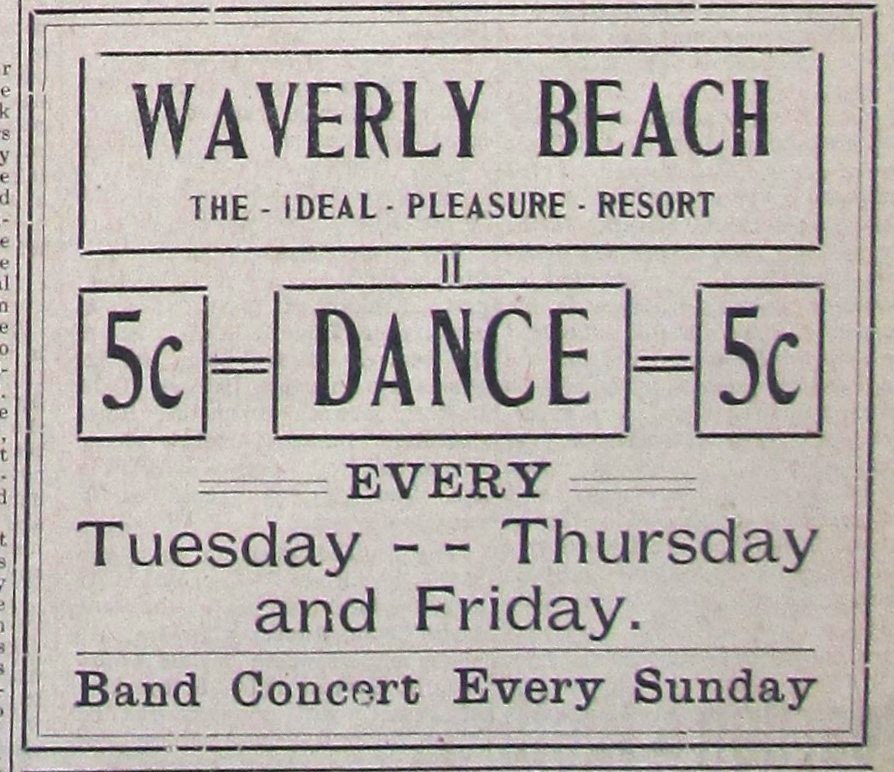 WAVERLY BEACH
THE - IDEAL - PLEASURE - RESORT
5c = DANCE = 5c
EVERY
Tuesday - - Thursday
and Friday.
Band Concert Every Sunday